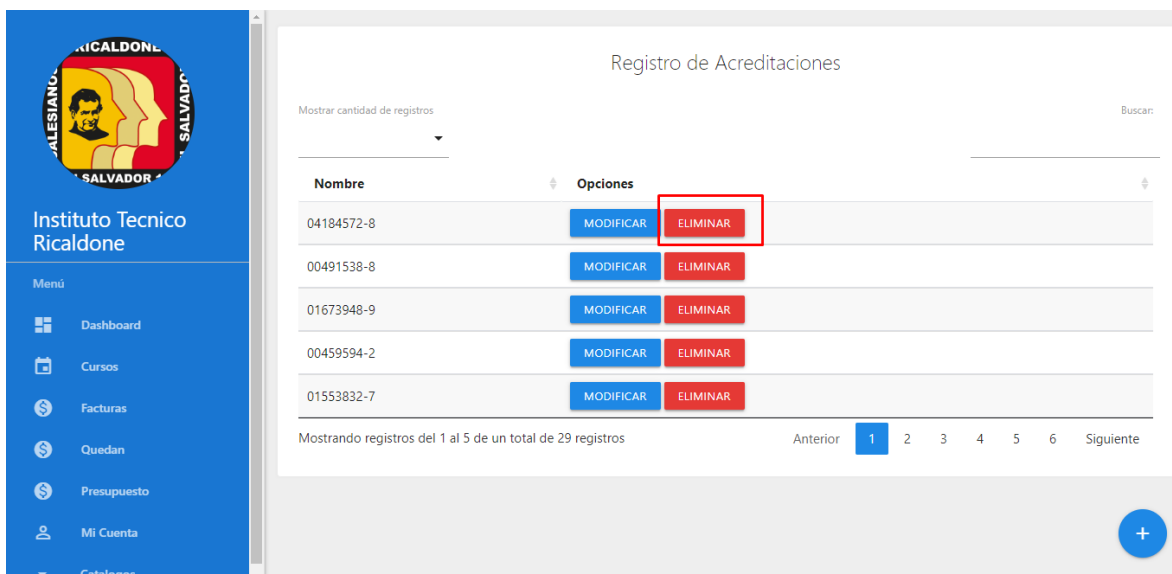 RICALDONE
SALESIANO
SALVADO
SALVADOR
Instituto Tecnico
Ricaldone
Menú
Dashboard
Cursos
Facturas
Quedan
Presupuesto
Mi Cuenta
Catalogos
Registro de Acreditaciones
Mostrar cantidad de registros
Buscar:
Nombre Opciones
04184572-8 MODIFICAR ELIMINAR
00491538-8 MODIFICAR ELIMINAR
01673948-9 MODIFICAR ELIMINAR
00459594-2 MODIFICAR ELIMINAR
01553832-7 MODIFICAR ELIMINAR
Mostrando registros del 1 al 5 de un total de 29 registros Anterior 1 2 3 4 5 6 Siguiente
+